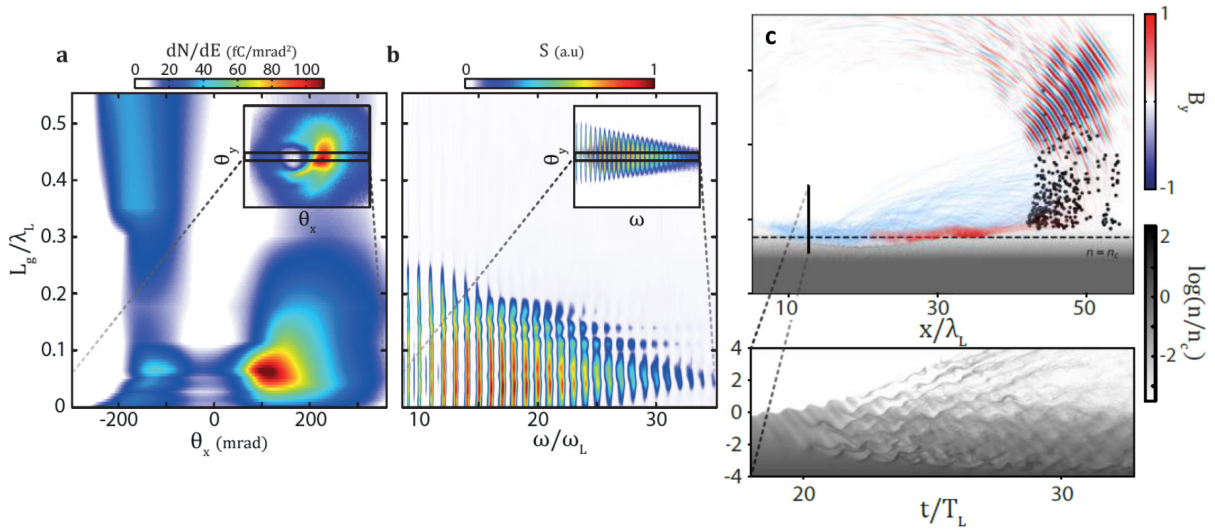 a
dN/dE (fC/mrad²)
0 20 40 60 80 100
0.5
0.4
0.3
0.2
0.1
0
L_g/λ_L
-200 0 200
θ_x (mrad)
θ_y
θ_x
b
S (a.u)
0 1
θ_y
ω
10 15 20 25 30 35
ω/ω_L
c
n = n_c
10 30 50
x/λ_L
1
B_y
-1
2
0
-2
log(n/n_c)
4
2
0
-2
-4
20 30
t/T_L